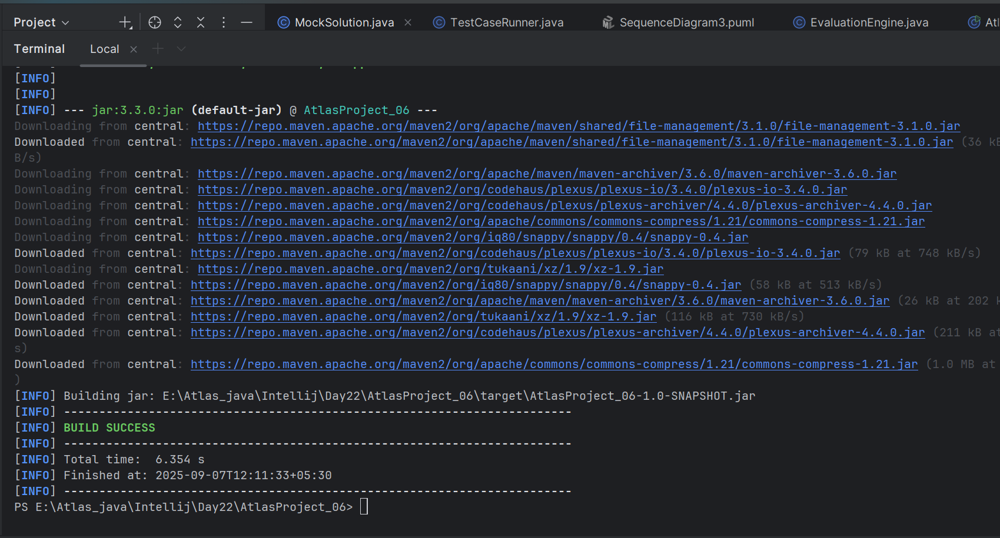 Project
MockSolution.java TestCaseRunner.java SequenceDiagram3.puml EvaluationEngine.java Atl
Terminal Local
[INFO]
[INFO]
[INFO] --- jar:3.3.0:jar (default-jar) @ AtlasProject_06 ---
Downloading from central: https://repo.maven.apache.org/maven2/org/apache/maven/shared/file-management/3.1.0/file-management-3.1.0.jar
Downloaded from central: https://repo.maven.apache.org/maven2/org/apache/maven/shared/file-management/3.1.0/file-management-3.1.0.jar (36 kB
B/s)
Downloading from central: https://repo.maven.apache.org/maven2/org/apache/maven/maven-archiver/3.6.0/maven-archiver-3.6.0.jar
Downloading from central: https://repo.maven.apache.org/maven2/org/codehaus/plexus/plexus-io/3.4.0/plexus-io-3.4.0.jar
Downloading from central: https://repo.maven.apache.org/maven2/org/codehaus/plexus/plexus-archiver/4.4.0/plexus-archiver-4.4.0.jar
Downloading from central: https://repo.maven.apache.org/maven2/org/apache/commons/commons-compress/1.21/commons-compress-1.21.jar
Downloading from central: https://repo.maven.apache.org/maven2/org/iq80/snappy/snappy/0.4/snappy-0.4.jar
Downloaded from central: https://repo.maven.apache.org/maven2/org/codehaus/plexus/plexus-io/3.4.0/plexus-io-3.4.0.jar (79 kB at 748 kB/s)
Downloading from central: https://repo.maven.apache.org/maven2/org/tukaani/xz/1.9/xz-1.9.jar
Downloaded from central: https://repo.maven.apache.org/maven2/org/iq80/snappy/snappy/0.4/snappy-0.4.jar (58 kB at 513 kB/s)
Downloaded from central: https://repo.maven.apache.org/maven2/org/apache/maven/maven-archiver/3.6.0/maven-archiver-3.6.0.jar (26 kB at 202 k
Downloaded from central: https://repo.maven.apache.org/maven2/org/tukaani/xz/1.9/xz-1.9.jar (116 kB at 730 kB/s)
Downloaded from central: https://repo.maven.apache.org/maven2/org/codehaus/plexus/plexus-archiver/4.4.0/plexus-archiver-4.4.0.jar (211 kB at
s)
Downloaded from central: https://repo.maven.apache.org/maven2/org/apache/commons/commons-compress/1.21/commons-compress-1.21.jar (1.0 MB at
)
[INFO] Building jar: E:\Atlas_java\Intellij\Day22\AtlasProject_06\target\AtlasProject_06-1.0-SNAPSHOT.jar
[INFO] ------------------------------------------------------------------------
[INFO] BUILD SUCCESS
[INFO] ------------------------------------------------------------------------
[INFO] Total time:  6.354 s
[INFO] Finished at: 2025-09-07T12:11:33+05:30
[INFO] ------------------------------------------------------------------------
PS E:\Atlas_java\Intellij\Day22\AtlasProject_06>